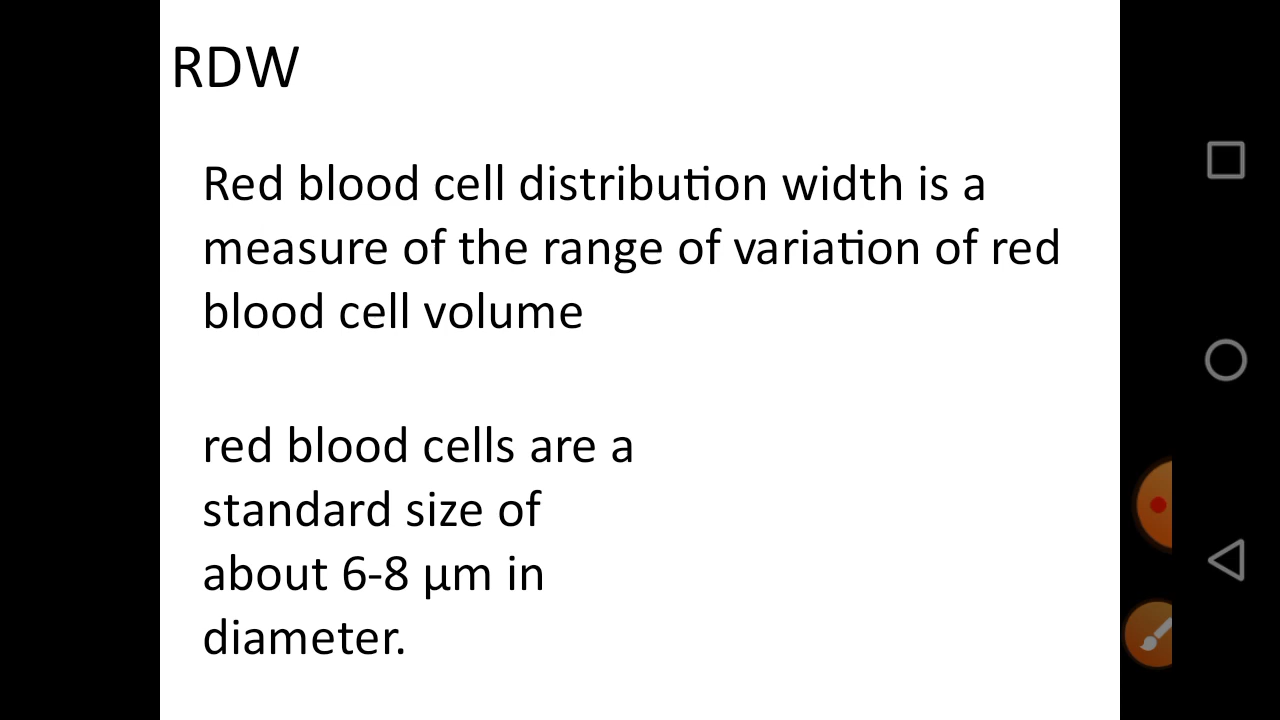 RDW
Red blood cell distribution width is a
measure of the range of variation of red
blood cell volume
red blood cells are a
standard size of
about 6-8 µm in
diameter.